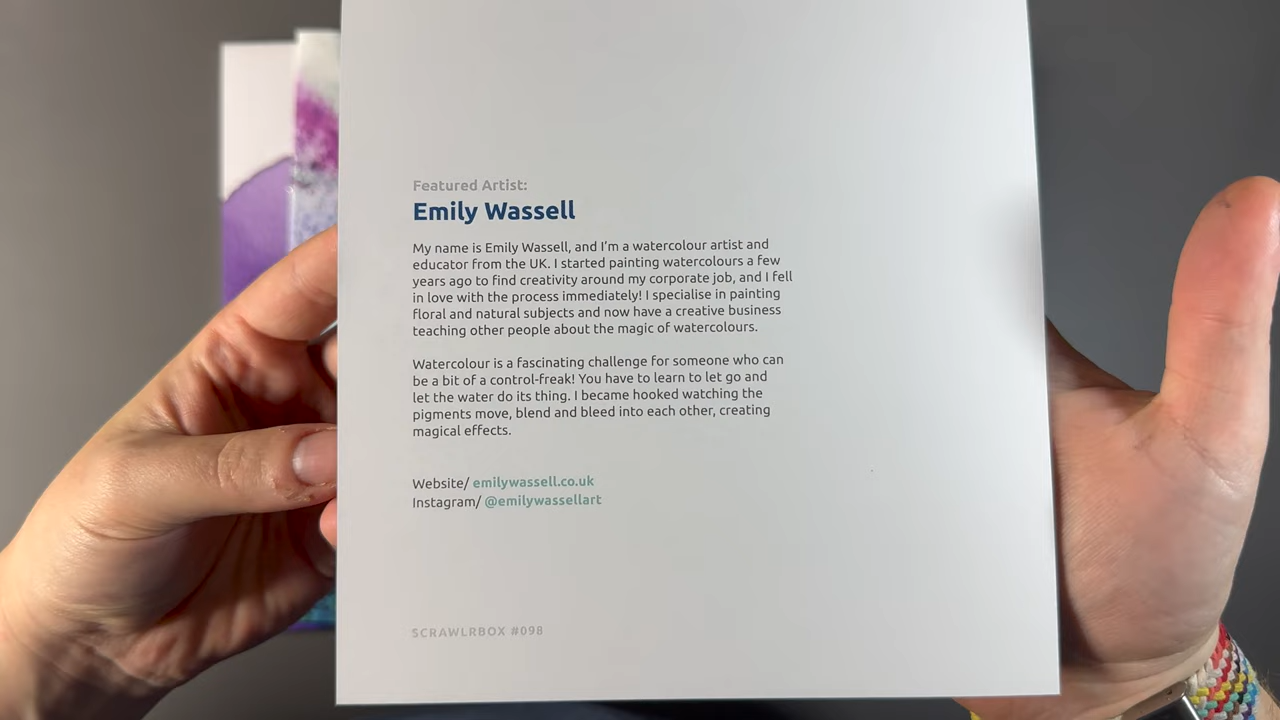 Featured Artist:
Emily Wassell
My name is Emily Wassell, and I’m a watercolour artist and
educator from the UK. I started painting watercolours a few
years ago to find creativity around my corporate job, and I fell
in love with the process immediately! I specialise in painting
floral and natural subjects and now have a creative business
teaching other people about the magic of watercolours.
Watercolour is a fascinating challenge for someone who can
be a bit of a control-freak! You have to learn to let go and
let the water do its thing. I became hooked watching the
pigments move, blend and bleed into each other, creating
magical effects.
Website/ emilywassell.co.uk
Instagram/ @emilywassellart
SCRAWLRBOX #098